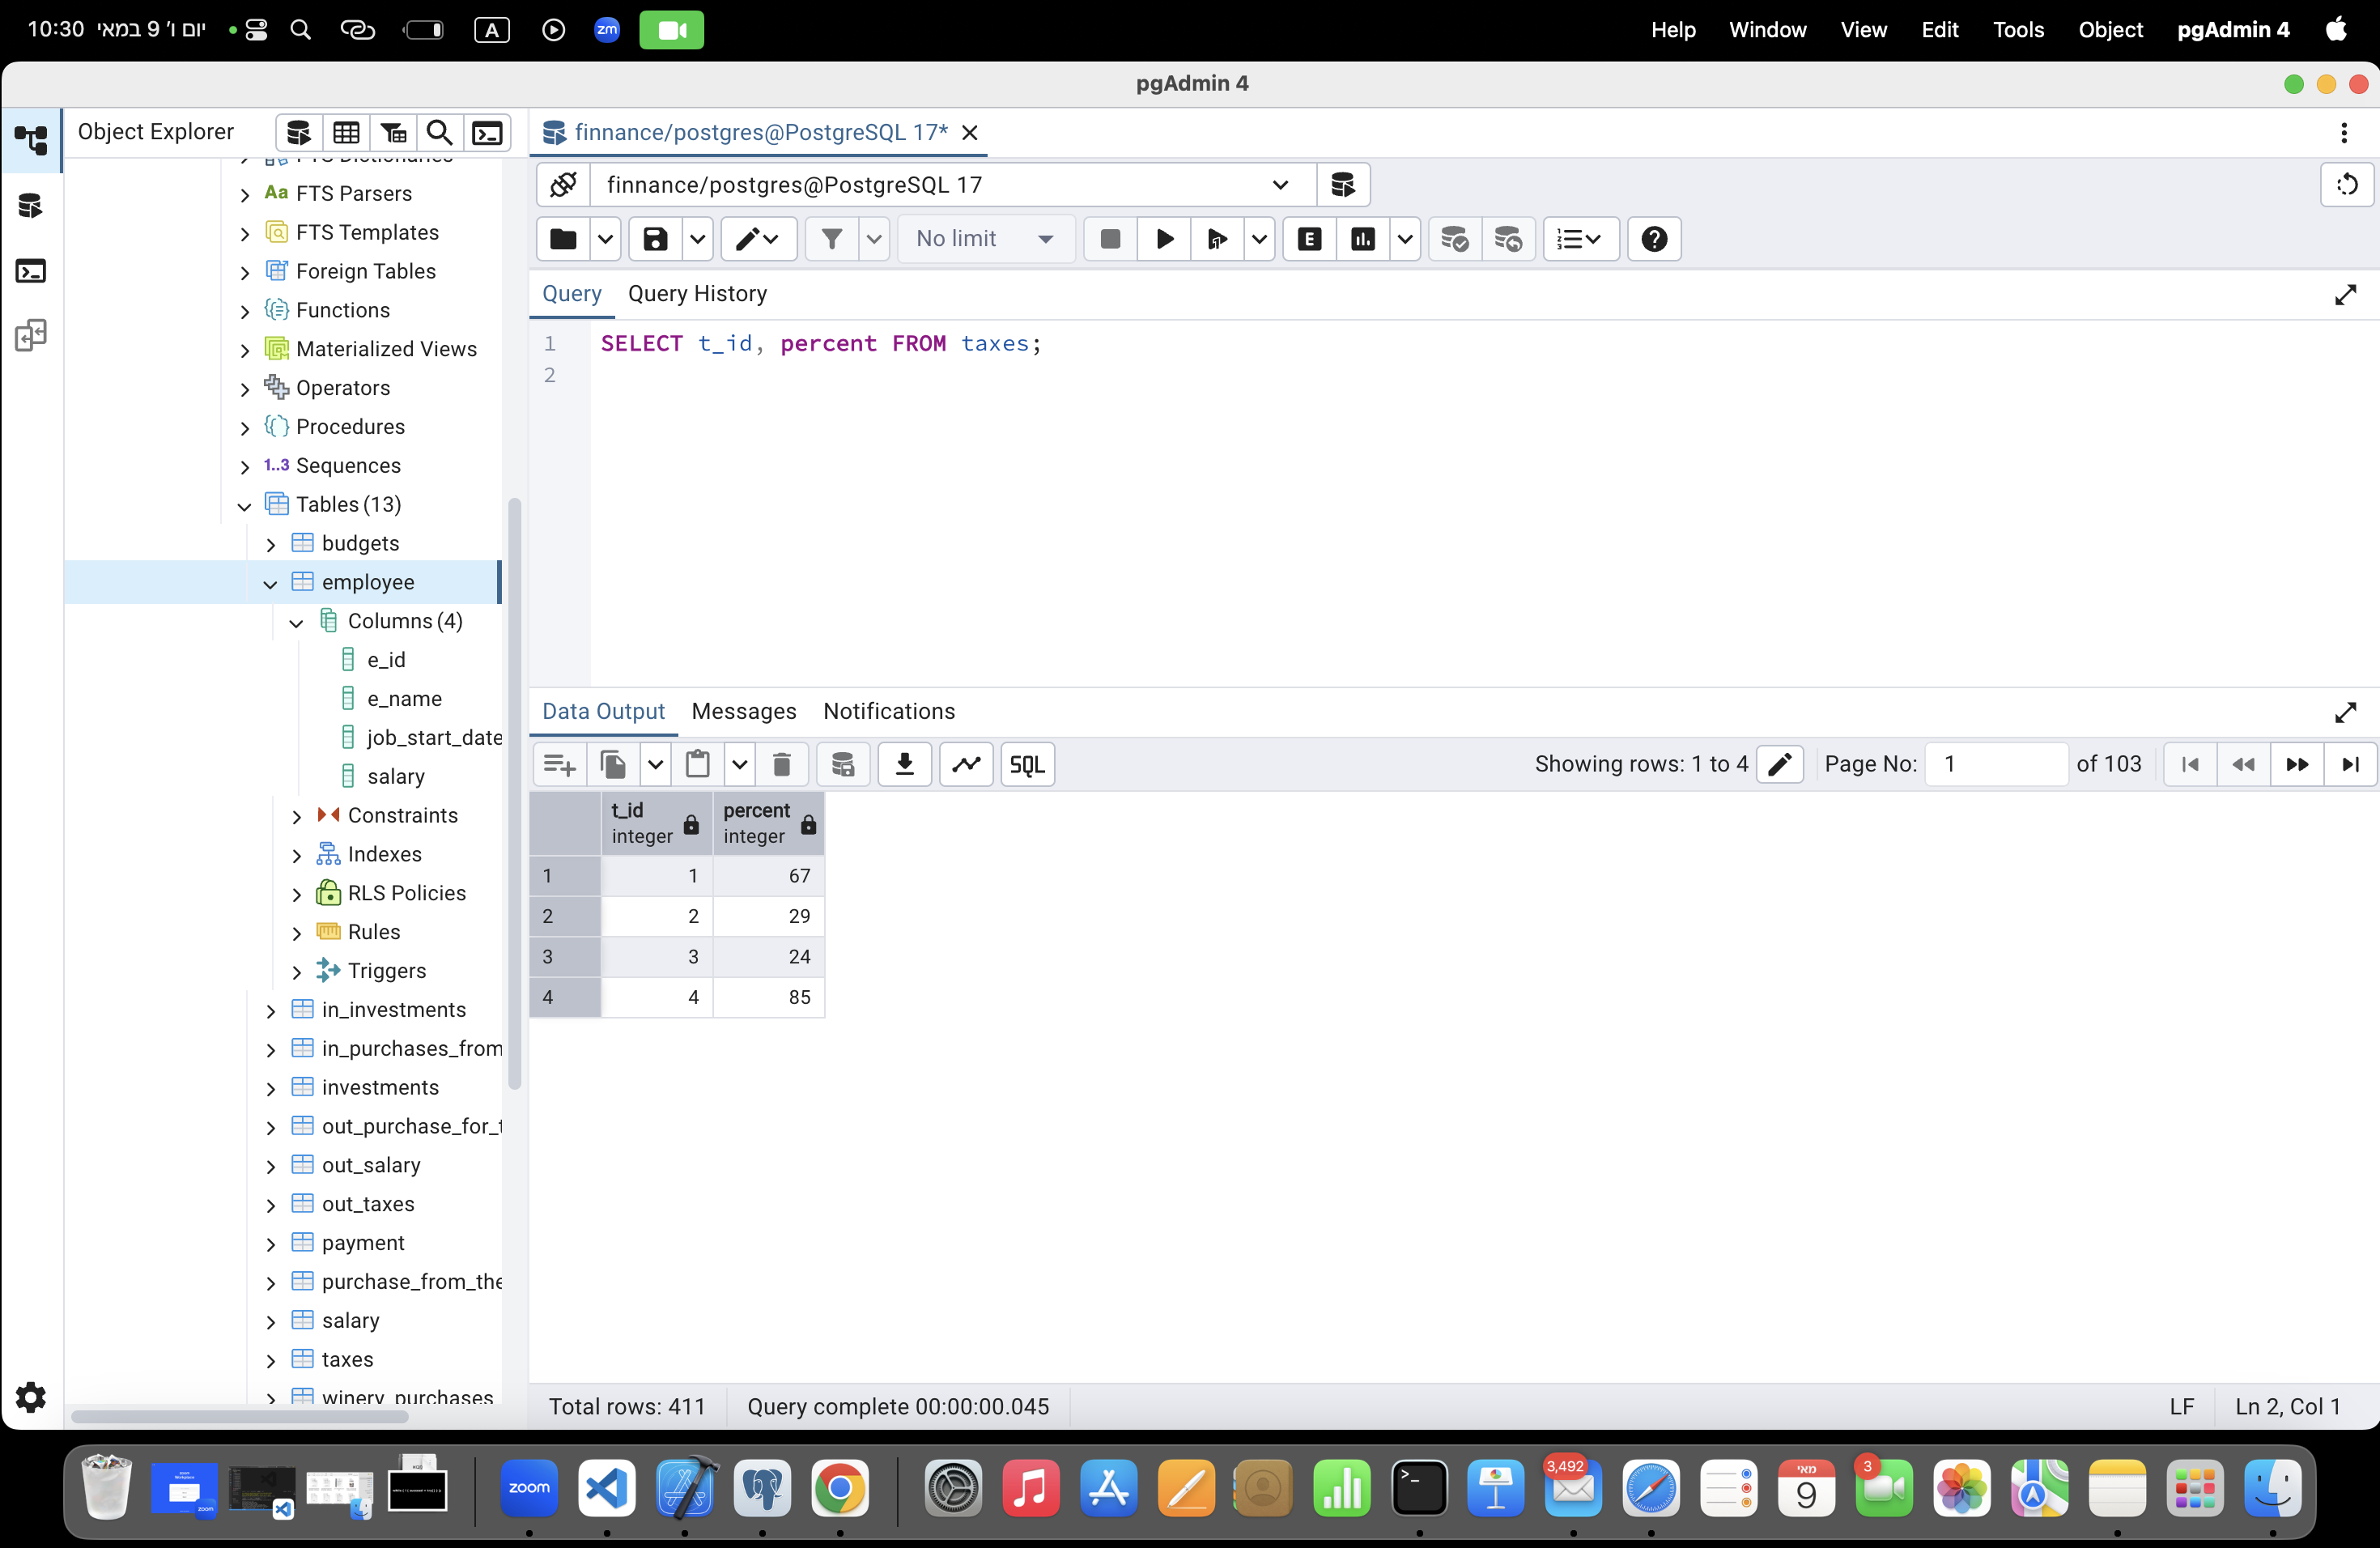 10:30 יום ו' 9 במאי
A
zm
Help Window View Edit Tools Object pgAdmin 4
pgAdmin 4
Object Explorer
finnance/postgres@PostgreSQL 17*
FTS Dictionaries
Aa FTS Parsers
FTS Templates
Foreign Tables
Functions
Materialized Views
Operators
Procedures
1..3 Sequences
Tables (13)
budgets
employee
Columns (4)
e_id
e_name
job_start_date
salary
Constraints
Indexes
RLS Policies
Rules
Triggers
in_investments
in_purchases_from
investments
out_purchase_for_t
out_salary
out_taxes
payment
purchase_from_the
salary
taxes
winery_purchases
finnance/postgres@PostgreSQL 17
No limit
E
Query Query History
1 SELECT t_id, percent FROM taxes;
2
Data Output Messages Notifications
SQL
Showing rows: 1 to 4 Page No: 1 of 103
t_id percent
integer integer
1 1 67
2 2 29
3 3 24
4 4 85
Total rows: 411 Query complete 00:00:00.045 LF Ln 2, Col 1
zoom
3,492
מאי
9
3